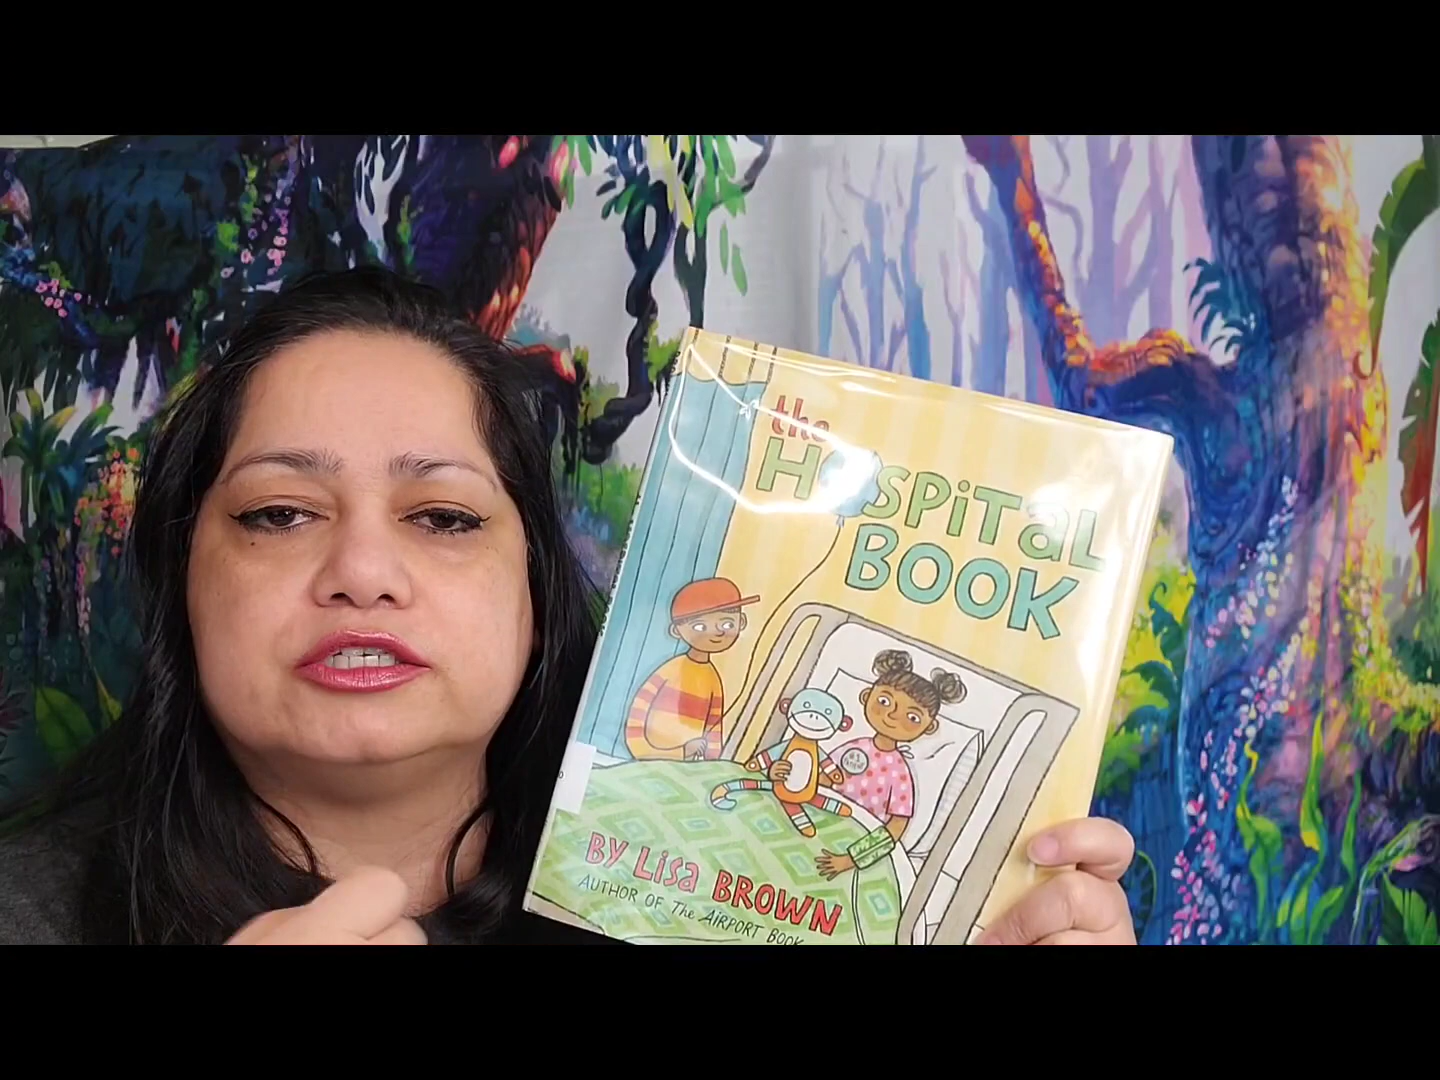 the
HOSPITAL
BOOK
BY LISA BROWN
AUTHOR OF The AIRPORT BOOK